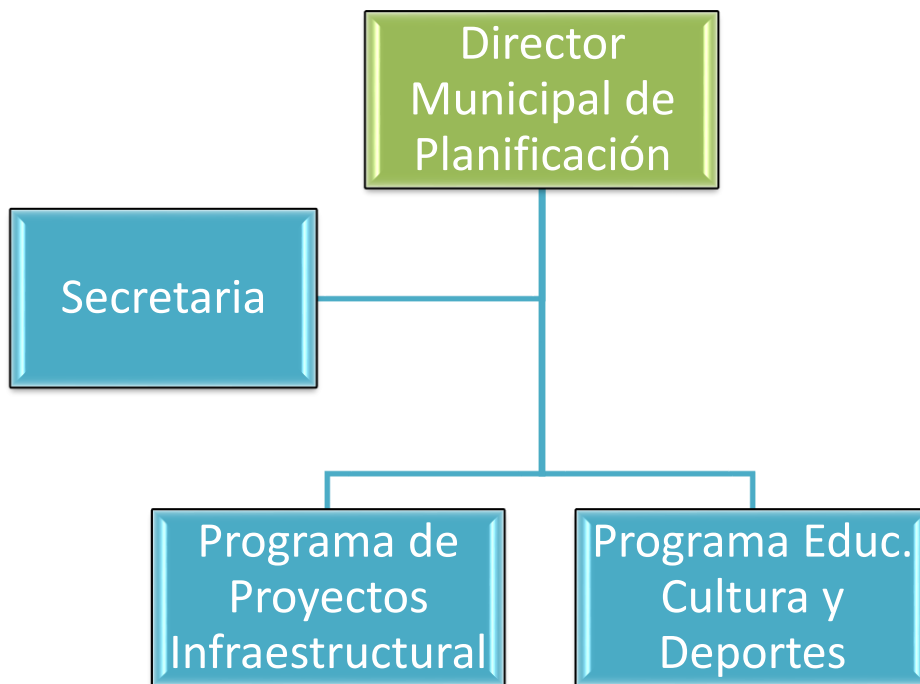 Director
Municipal de
Planificación
Secretaria
Programa de
Proyectos
Infraestructural
Programa Educ.
Cultura y
Deportes